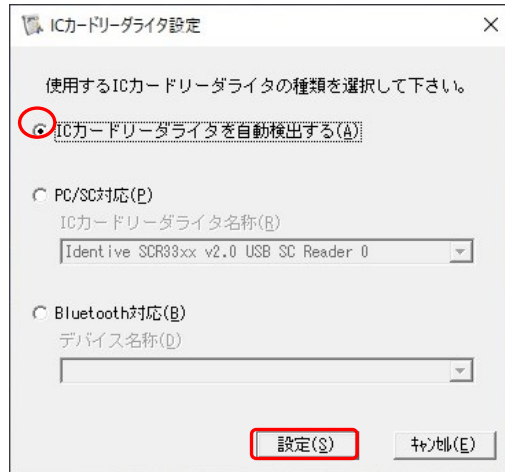 ICカードリーダライタ設定
使用するICカードリーダライタの種類を選択して下さい。
ICカードリーダライタを自動検出する(A)
PC/SC対応(P)
ICカードリーダライタ名称(R)
Identive SCR33xx v2.0 USB SC Reader 0
Bluetooth対応(B)
デバイス名称(D)
設定(S) ｷｬﾝｾﾙ(E)